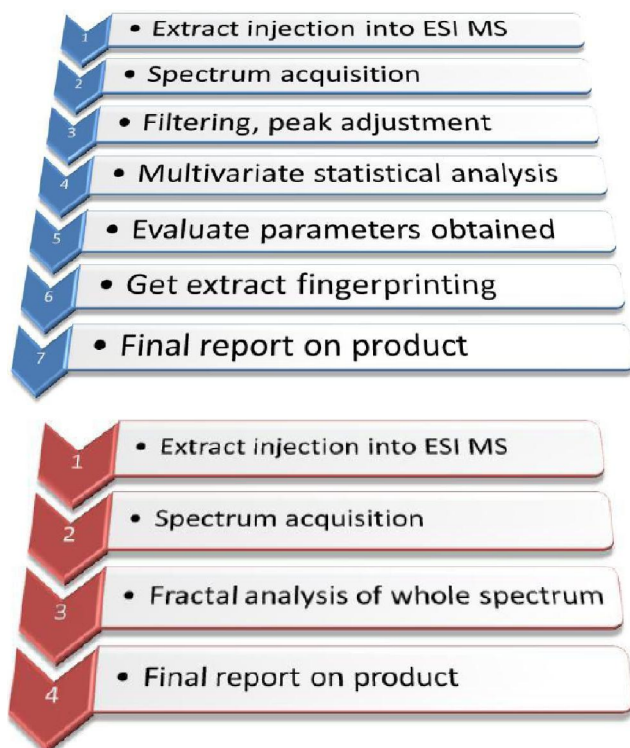 1 • Extract injection into ESI MS
2 • Spectrum acquisition
3 • Filtering, peak adjustment
4 • Multivariate statistical analysis
5 • Evaluate parameters obtained
6 • Get extract fingerprinting
7 • Final report on product
1 • Extract injection into ESI MS
2 • Spectrum acquisition
3 • Fractal analysis of whole spectrum
4 • Final report on product